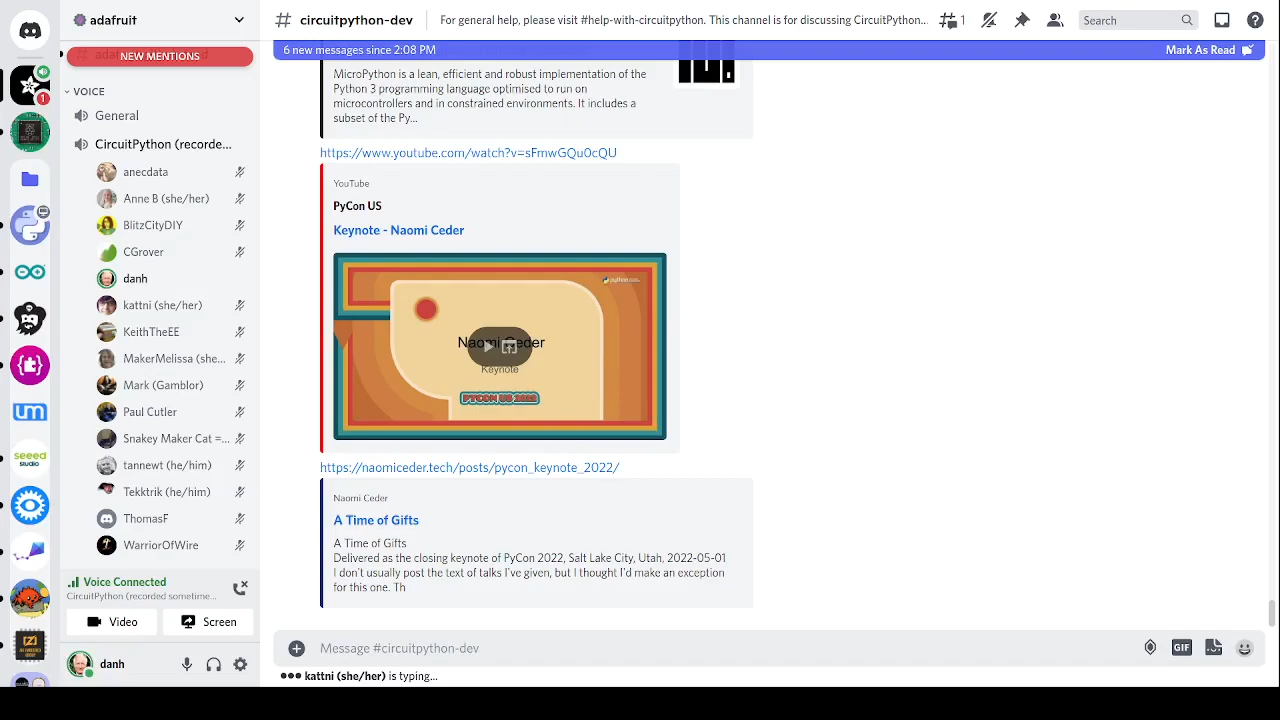 adafruit
# circuitpython-dev
For general help, please visit #help-with-circuitpython. This channel is for discussing CircuitPython...
1
Search
NEW MENTIONS
6 new messages since 2:08 PM
Mark As Read
VOICE
General
CircuitPython (recorde...
anecdata
Anne B (she/her)
BlitzCityDIY
CGrover
danh
kattni (she/her)
KeithTheEE
MakerMelissa (she...
Mark (Gamblor)
Paul Cutler
Snakey Maker Cat =...
tannewt (he/him)
Tekktrik (he/him)
ThomasF
WarriorOfWire
Voice Connected
CircuitPython (recorded sometime...
Video
Screen
danh
1
um
seeed
studio
MicroPython is a lean, efficient and robust implementation of the
Python 3 programming language optimised to run on
microcontrollers and in constrained environments. It includes a
subset of the Py...
https://www.youtube.com/watch?v=sFmwGQu0cQU
YouTube
PyCon US
Keynote - Naomi Ceder
Naomi Ceder
Keynote
PYCON US 2022
https://naomiceder.tech/posts/pycon_keynote_2022/
Naomi Ceder
A Time of Gifts
A Time of Gifts
Delivered as the closing keynote of PyCon 2022, Salt Lake City, Utah, 2022-05-01
I don't usually post the text of talks I've given, but I thought I'd make an exception
for this one. Th
Message #circuitpython-dev
GIF
kattni (she/her) is typing...